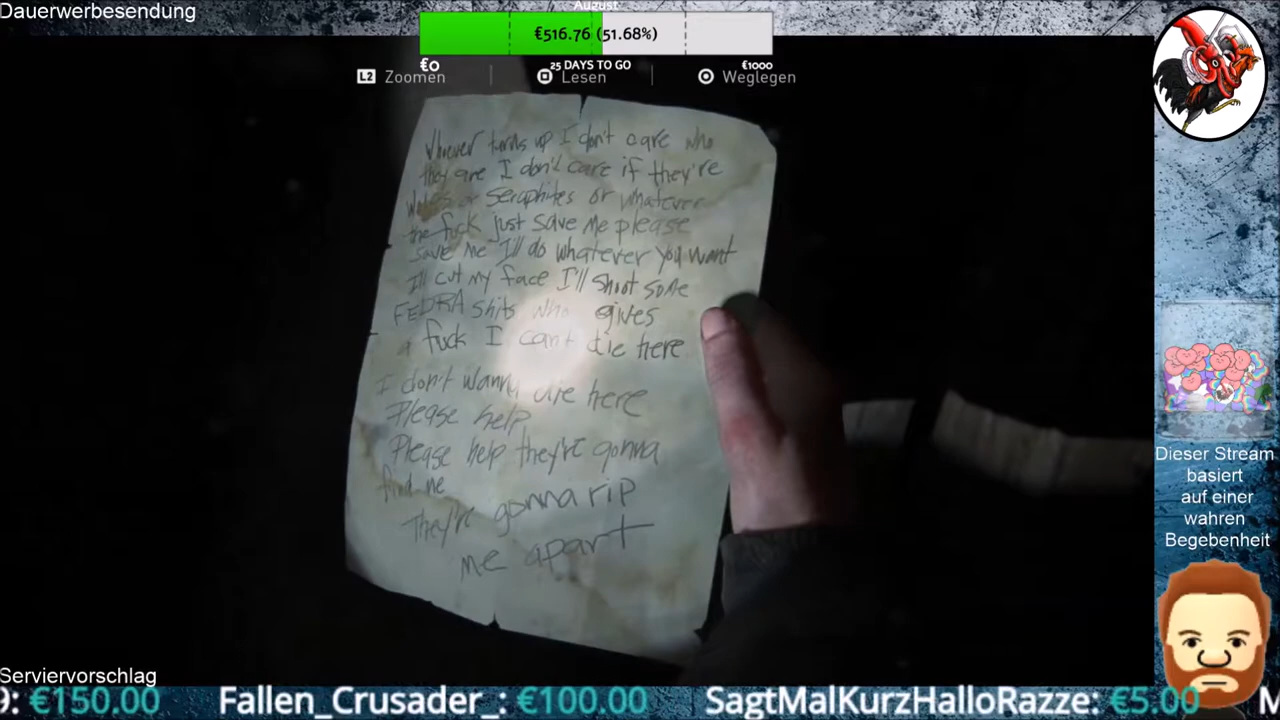 Dauerwerbesendung
August
€516.76 (51.68%)
€0
25 DAYS TO GO
€1000
L2 Zoomen
Lesen
Weglegen
Whoever turns up I don't care who
they are I don't care if they're
Wolves or Seraphites or whatever
the fuck just save me please
save me I'll do whatever you want
I'll cut my face I'll shoot some
FEDRA shits who gives
a fuck I can't die here
I don't wanna die here
Please help
Please help they're gonna
find me
They're gonna rip
me apart
Dieser Stream
basiert
auf einer
wahren
Begebenheit
Serviervorschlag
9: €150.00 Fallen_Crusader_: €100.00 SagtMalKurzHalloRazze: €5.00 M